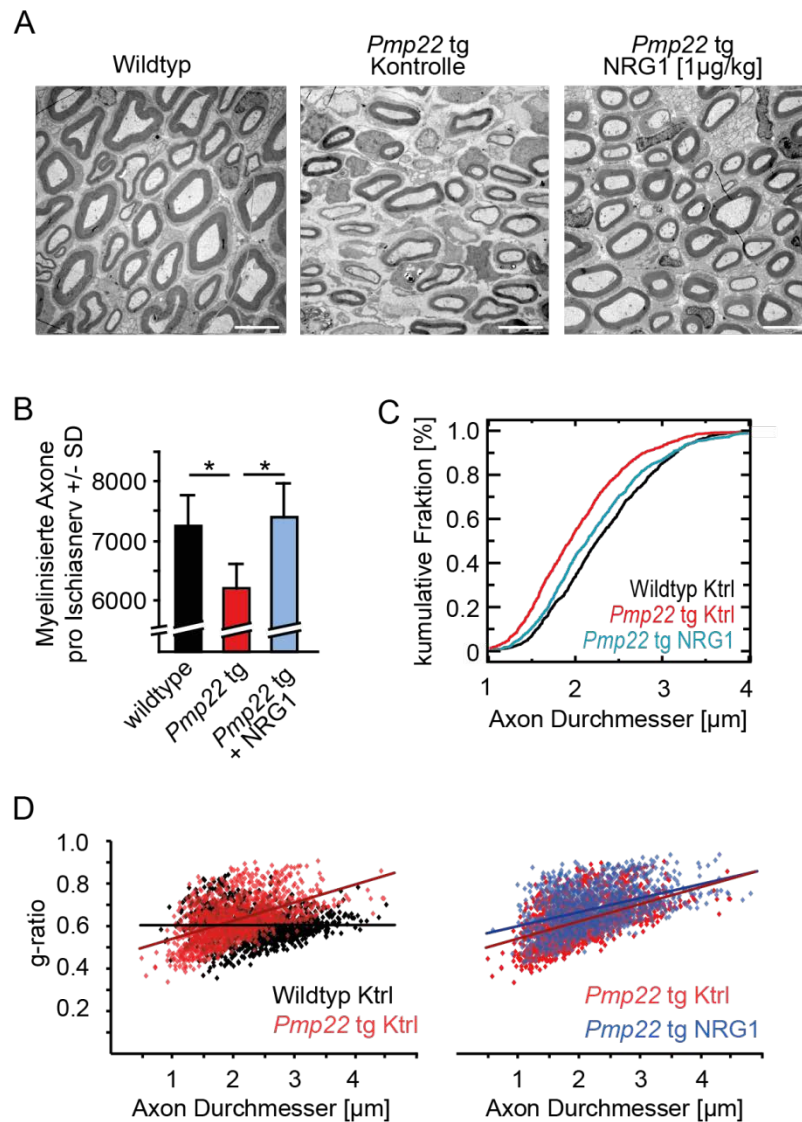 A
Wildtyp
Pmp22 tg
Kontrolle
Pmp22 tg
NRG1 [1µg/kg]
B
Myelinisierte Axone
pro Ischiasnerv +/- SD
8000
7000
6000
*
*
wildtype
Pmp22 tg
Pmp22 tg
+ NRG1
C
kumulative Fraktion [%]
1.0
0.8
0.6
0.4
0.2
0
Wildtyp Ktrl
Pmp22 tg Ktrl
Pmp22 tg NRG1
1 2 3 4
Axon Durchmesser [µm]
D
g-ratio
1.0
0.8
0.6
0.4
0.2
Wildtyp Ktrl
Pmp22 tg Ktrl
1 2 3 4
Axon Durchmesser [µm]
Pmp22 tg Ktrl
Pmp22 tg NRG1
1 2 3 4
Axon Durchmesser [µm]